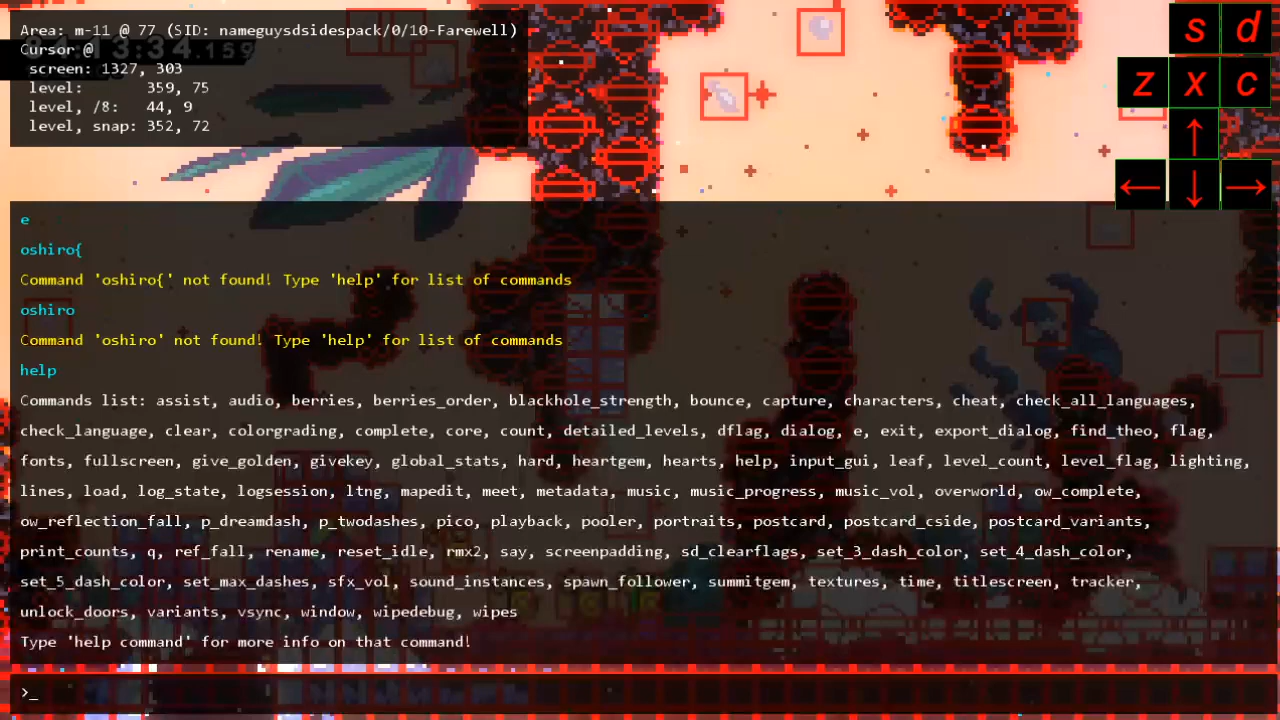 Area: m-11 @ 77 (SID: nameguysdsidespack/0/10-Farewell)
Cursor @
screen: 1327, 303
level: 359, 75
level, /8: 44, 9
level, snap: 352, 72
13:34.159
s d
z x c
↑
← ↓ →
e
oshiro{
Command 'oshiro{' not found! Type 'help' for list of commands
oshiro
Command 'oshiro' not found! Type 'help' for list of commands
help
Commands list: assist, audio, berries, berries_order, blackhole_strength, bounce, capture, characters, cheat, check_all_languages,
check_language, clear, colorgrading, complete, core, count, detailed_levels, dflag, dialog, e, exit, export_dialog, find_theo, flag,
fonts, fullscreen, give_golden, givekey, global_stats, hard, heartgem, hearts, help, input_gui, leaf, level_count, level_flag, lighting,
lines, load, log_state, logsession, ltng, mapedit, meet, metadata, music, music_progress, music_vol, overworld, ow_complete,
ow_reflection_fall, p_dreamdash, p_twodashes, pico, playback, pooler, portraits, postcard, postcard_cside, postcard_variants,
print_counts, q, ref_fall, rename, reset_idle, rmx2, say, screenpadding, sd_clearflags, set_3_dash_color, set_4_dash_color,
set_5_dash_color, set_max_dashes, sfx_vol, sound_instances, spawn_follower, summitgem, textures, time, titlescreen, tracker,
unlock_doors, variants, vsync, window, wipedebug, wipes
Type 'help command' for more info on that command!
>_